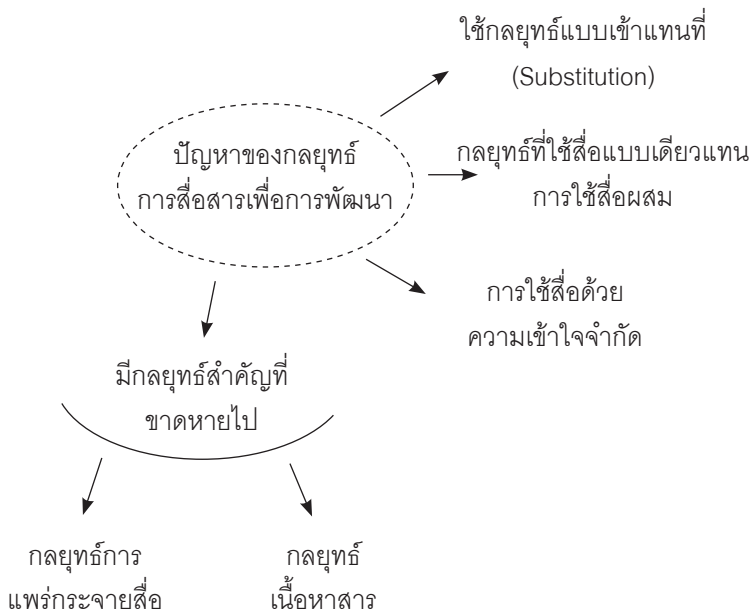 ใช้กลยุทธ์แบบเข้าแทนที่
(Substitution)
ปัญหาของกลยุทธ์
การสื่อสารเพื่อการพัฒนา
กลยุทธ์ที่ใช้สื่อแบบเดียวแทน
การใช้สื่อผสม
การใช้สื่อด้วย
ความเข้าใจจำกัด
มีกลยุทธ์สำคัญที่
ขาดหายไป
กลยุทธ์การ
แพร่กระจายสื่อ
กลยุทธ์
เนื้อหาสาร